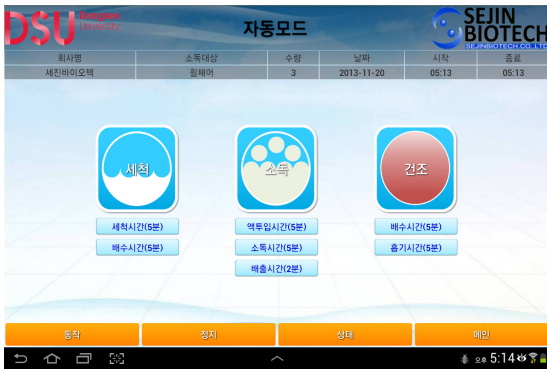 DSU Dongseo University
자동모드
SEJIN BIOTECH
SEJINBIOTECH.CO.,LTD
회사명 소독대상 수량 날짜 시작 종료
세진바이오텍 휠체어 3 2013-11-20 05:13 05:13
세척 소독 건조
세척시간(5분) 액투입시간(5분) 배수시간(5분)
배수시간(5분) 소독시간(5분) 흡기시간(5분)
배출시간(2분)
동작 정지 상태 메인
오후 5:14